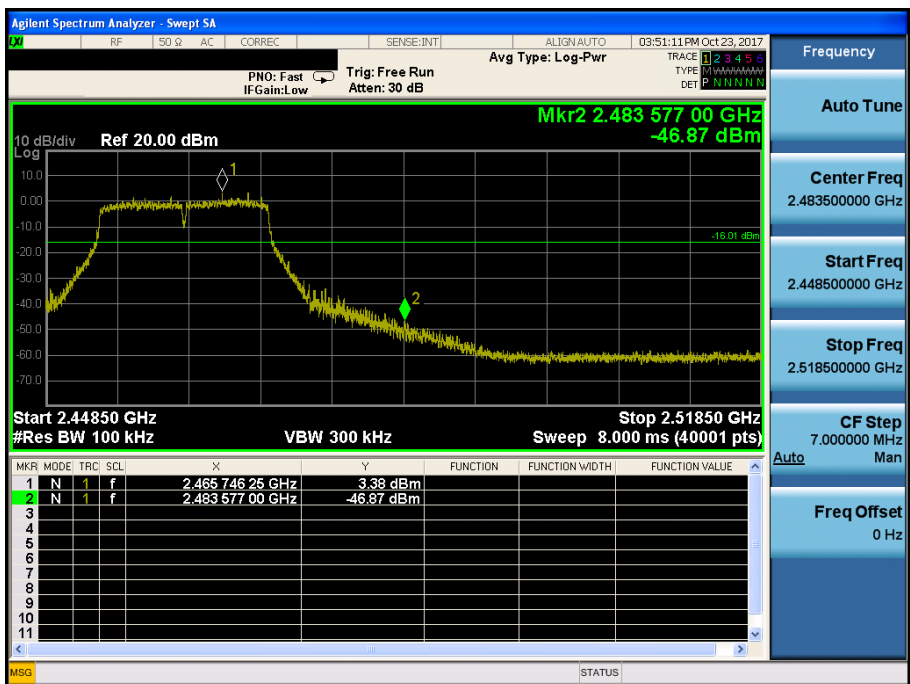 Agilent Spectrum Analyzer - Swept SA
LXI RF 50 Ω AC CORREC SENSE:INT ALIGN AUTO 03:51:11 PM Oct 23, 2017
Frequency
Avg Type: Log-Pwr
TRACE 1 2 3 4 5 6
PNO: Fast Trig: Free Run
TYPE M
IFGain:Low Atten: 30 dB
DET P N N N N N
Auto Tune
Mkr2 2.483 577 00 GHz
10 dB/div Ref 20.00 dBm -46.87 dBm
Log
10.0
1
0.00
-10.0
-16.01 dBm
-20.0
-30.0
-40.0
2
-50.0
-60.0
-70.0
Start 2.44850 GHz Stop 2.51850 GHz
#Res BW 100 kHz VBW 300 kHz Sweep 8.000 ms (40001 pts)
Center Freq
2.483500000 GHz
Start Freq
2.448500000 GHz
Stop Freq
2.518500000 GHz
CF Step
7.000000 MHz
Auto Man
Freq Offset
0 Hz
MKR MODE TRC SCL X Y FUNCTION FUNCTION WIDTH FUNCTION VALUE
1 N 1 f 2.465 746 25 GHz 3.38 dBm
2 N 1 f 2.483 577 00 GHz -46.87 dBm
3
4
5
6
7
8
9
10
11
MSG STATUS